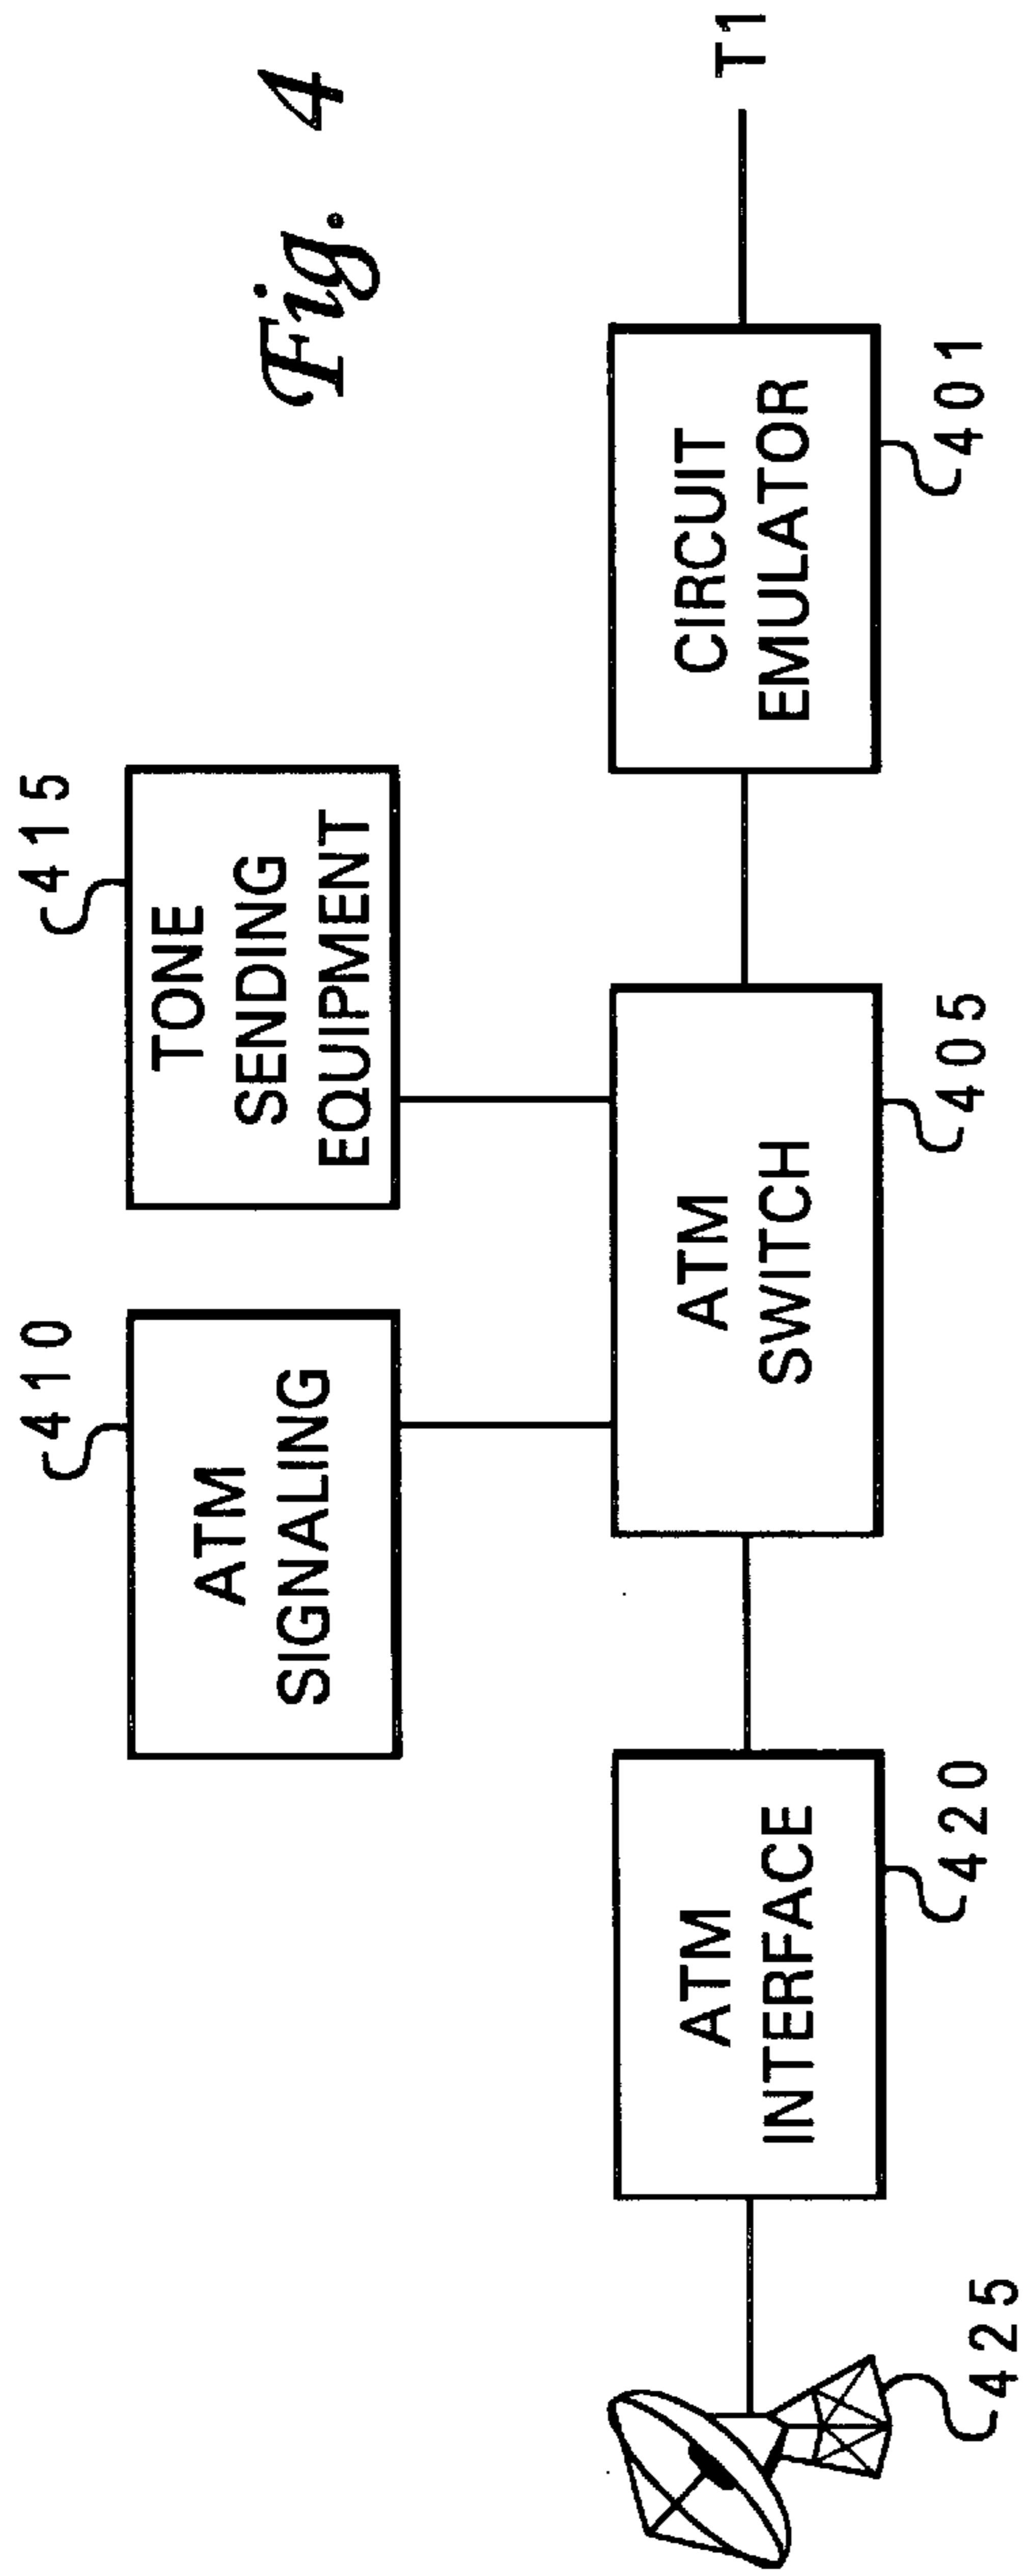 Fig. 4
410
ATM
SIGNALING
415
TONE
SENDING
EQUIPMENT
425
ATM
INTERFACE
420
ATM
SWITCH
405
CIRCUIT
EMULATOR
401
T1